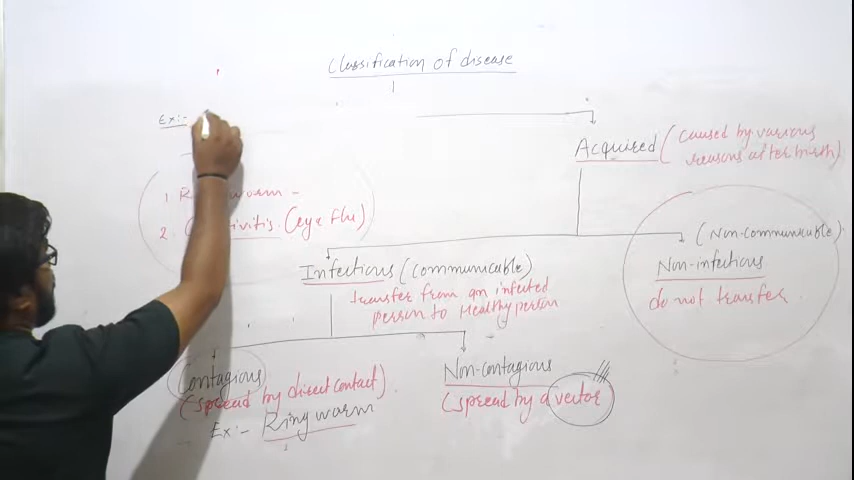 Classification of disease
Ex:-
Acquired (caused by various
reasons after birth)
1 R worm -
2. tivitis. (eye flu)
(Non-communicable)
Infectious (communicable)
Non-infectious
transfer from an infected
person to Healthy person
do not transfer.
Contagious
(spread by direct contact).
Ex:- Ringworm
Non-contagious
(spread by a vector)